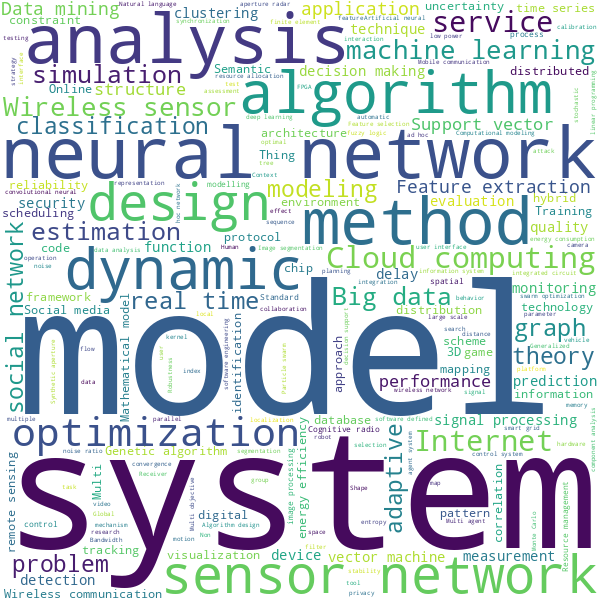 Data mining
Natural language
aperture radar
application
uncertainty
time series
constraint
clustering
synchronization
finite element
featureArtificial neural
process
calibration
testing
analysis
interaction
low power
service
strategy
interface
technique
Mobile communication
machine learning
simulation
resource allocation
Semantic
decision making
distributed
Online
structure
test
assessment
algorithm
FPGA
automatic
stochastic
linear programming
Wireless sensor
deep learning
feature selection
Support vector
classification
architecture
fuzzy logic
ad hoc
Computational modeling
optimal
tree
attack
neural network
reliability
convolutional neural
representation
Thing
Context
modeling
Feature extraction
security
modelling
environment
evaluation
hybrid
scheduling
design
hoc network
effect
sequence
method
Training
quality
estimation
protocol
Human
Image segmentation
user interface
energy consumption
camera
code
data analysis
function
Cloud computing
operation
noise
dynamic
chip
planning
information system
integrated circuit
integration
delay
spatial
swarm optimization
monitoring
framework
real time
Standard
Big data
behavior
parameter
technology
Social media
local
collaboration
distribution
large scale
graph
social network
Synthetic aperture
flow
data
Mathematical model
user
Robustness
kernel
index
software engineering
identification
Particle swarm
decision support
approach
search
distance
scheme
3D
game
Generalized
vehicle
theory
mapping
platform
prediction
performance
wireless network
signal
information
memory
model
multiple
parallel
localization
database
software defined
signal processing
smart grid
component analysis
hardware
optimization
Cognitive radio
robot
selection
agent system
control system
Internet
remote sensing
noise ratio
Genetic algorithm
segmentation
convergence
Receiver
image processing
energy efficiency
adaptive
map
correlation
system
task
Multi
Global
group
Shape
video
Multi objective
digital
entropy
pattern
Multi agent
control
mechanism
research
Bandwidth
Algorithm design
Non
space
Monte Carlo
Resource management
problem
tracking
motion
filter
detection
visualization
device
vector machine
stability
measurement
Wireless communication
tool
privacy
sensor network